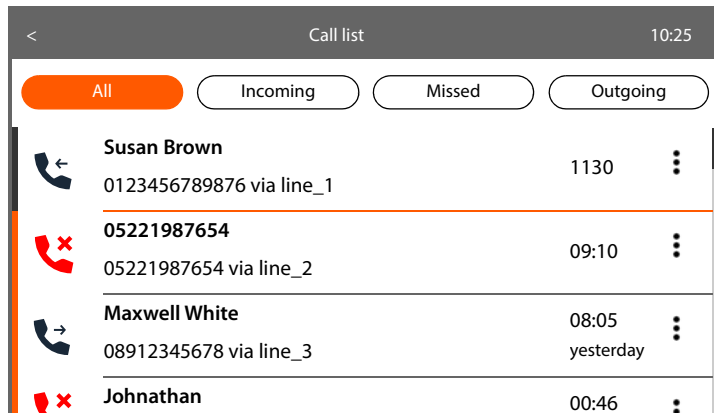 < Call list 10:25
All Incoming Missed Outgoing
Susan Brown
0123456789876 via line_1 1130
05221987654
05221987654 via line_2 09:10
Maxwell White 08:05
08912345678 via line_3 yesterday
Johnathan 00:46